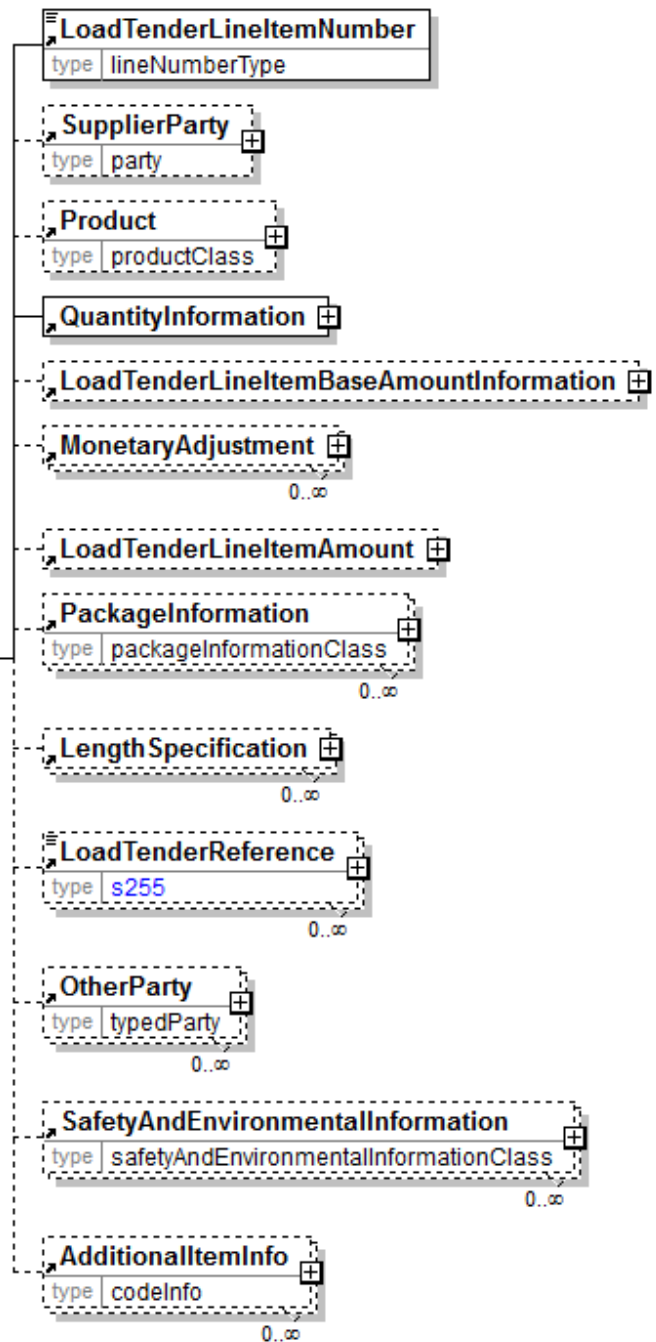 LoadTenderLineItemNumber
type lineNumberType
SupplierParty
type party
Product
type productClass
QuantityInformation
LoadTenderLineItemBaseAmountInformation
MonetaryAdjustment
0..∞
LoadTenderLineItemAmount
PackageInformation
type packageInformationClass
0..∞
LengthSpecification
0..∞
LoadTenderReference
type s255
0..∞
OtherParty
type typedParty
0..∞
SafetyAndEnvironmentalInformation
type safetyAndEnvironmentalInformationClass
0..∞
AdditionalItemInfo
type codeInfo
0..∞